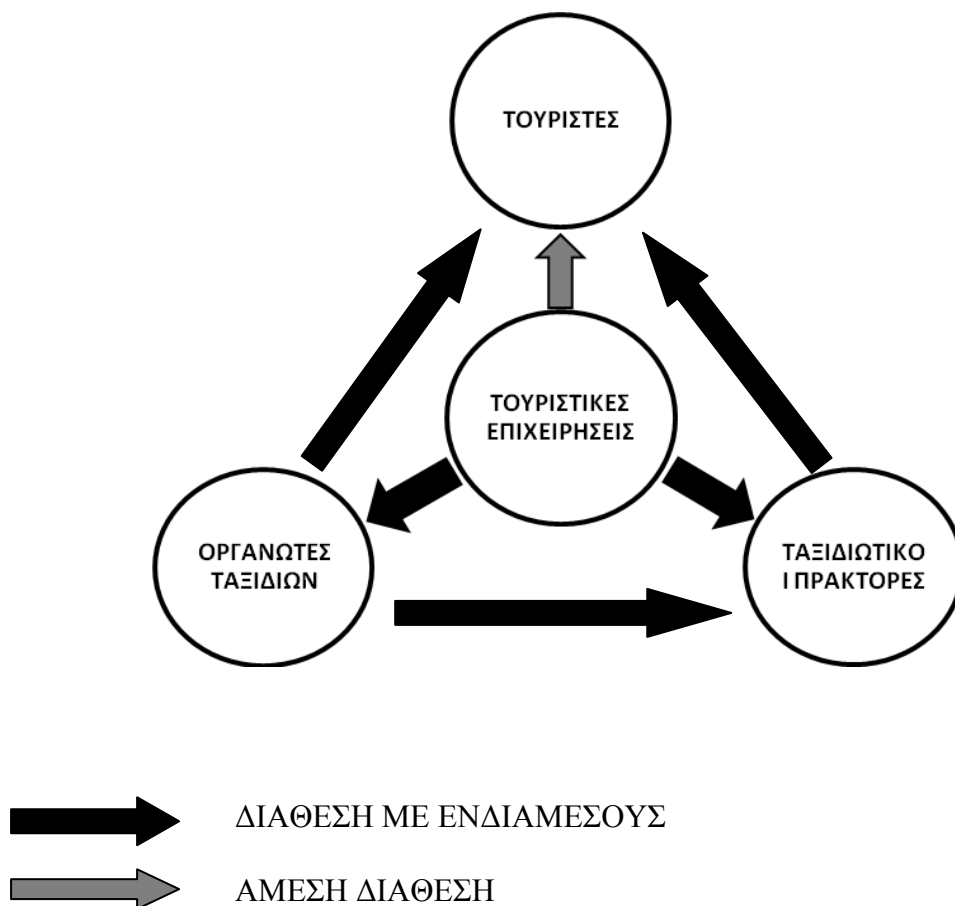 ΤΟΥΡΙΣΤΕΣ
ΤΟΥΡΙΣΤΙΚΕΣ
ΕΠΙΧΕΙΡΗΣΕΙΣ
ΟΡΓΑΝΩΤΕΣ
ΤΑΞΙΔΙΩΝ
ΤΑΞΙΔΙΩΤΙΚΟ
Ι ΠΡΑΚΤΟΡΕΣ
ΔΙΑΘΕΣΗ ΜΕ ΕΝΔΙΑΜΕΣΟΥΣ
ΑΜΕΣΗ ΔΙΑΘΕΣΗ